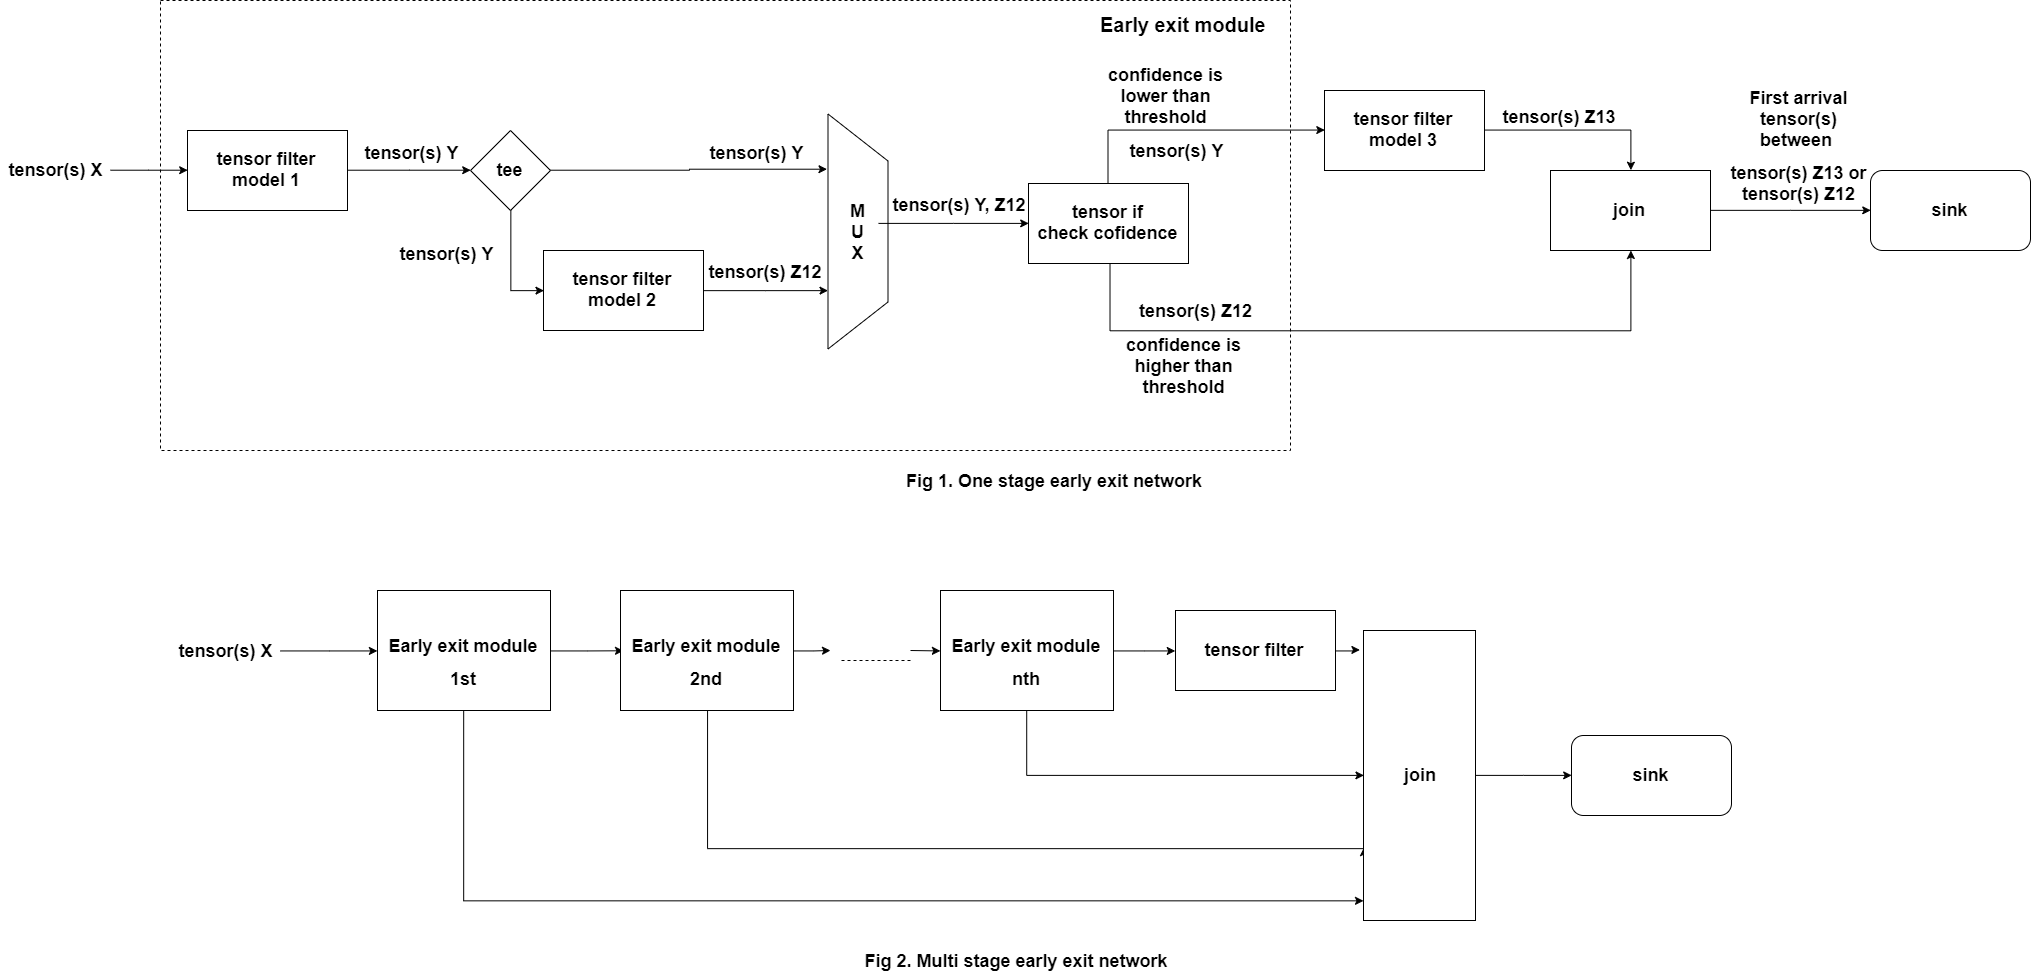 Early exit module
confidence is
lower than
threshold
tensor(s) Y
tensor(s) X
tensor filter
model 1
tensor(s) Y
tee
tensor(s) Y
tensor(s) Y
tensor filter
model 2
tensor(s) Z12
M
U
X
tensor(s) Y, Z12
tensor if
check cofidence
tensor(s) Z12
confidence is
higher than
threshold
tensor filter
model 3
tensor(s) Z13
join
First arrival
tensor(s)
between
tensor(s) Z13 or
tensor(s) Z12
sink
Fig 1. One stage early exit network
tensor(s) X
Early exit module
1st
Early exit module
2nd
Early exit module
nth
tensor filter
join
sink
Fig 2. Multi stage early exit network